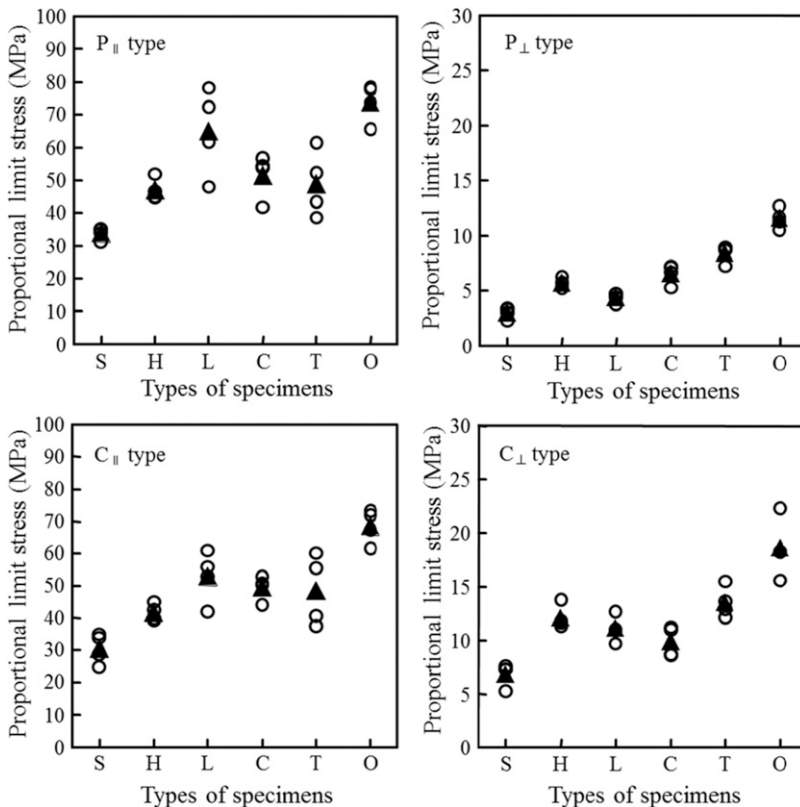 Proportional limit stress (MPa)
100
90
80
70
60
50
40
30
20
10
0
P∥ type
S H L C T O
Types of specimens
Proportional limit stress (MPa)
30
25
20
15
10
5
0
P⊥ type
S H L C T O
Types of specimens
Proportional limit stress (MPa)
100
90
80
70
60
50
40
30
20
10
0
C∥ type
S H L C T O
Types of specimens
Proportional limit stress (MPa)
30
25
20
15
10
5
0
C⊥ type
S H L C T O
Types of specimens